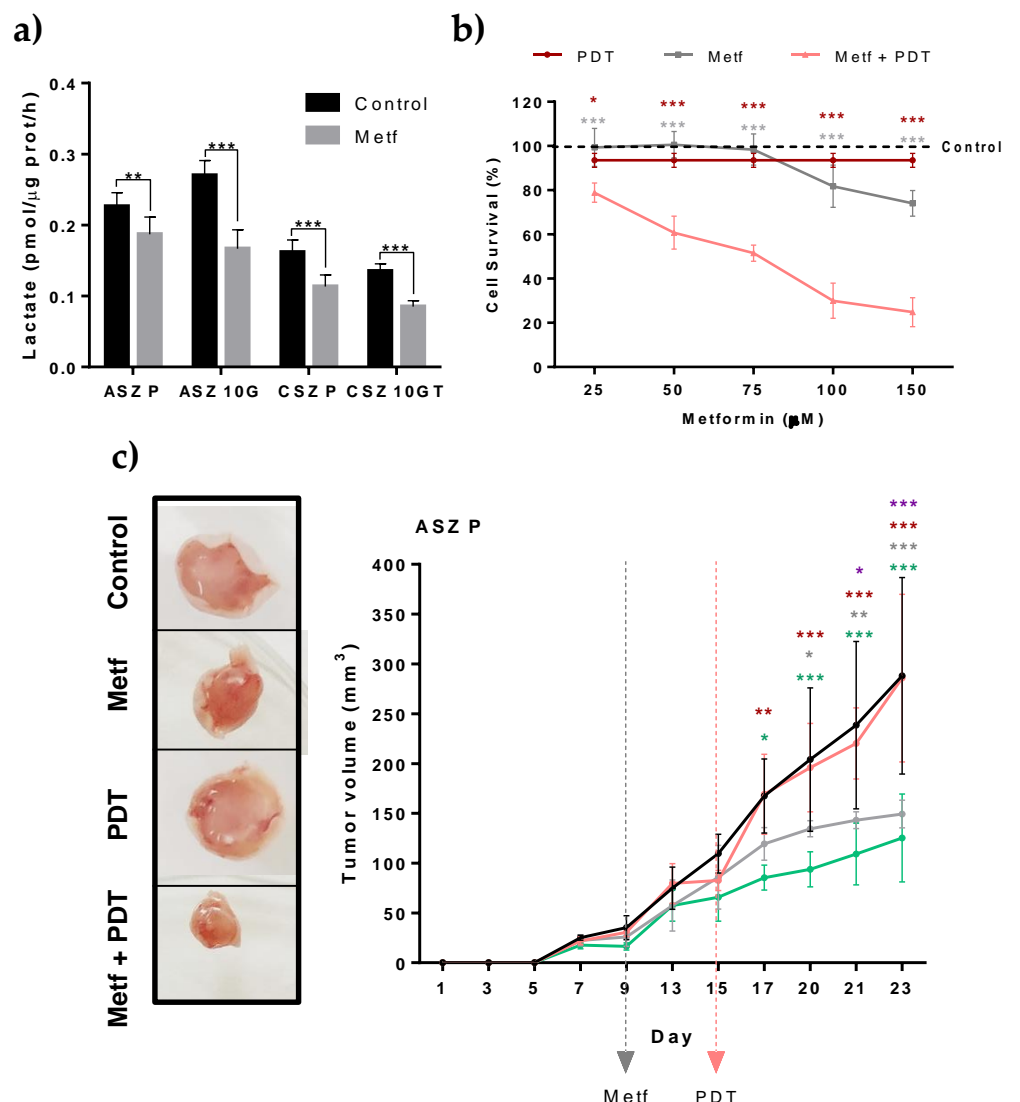 a)
Lactate (pmol/μg prot/h)
0.4
0.3
0.2
0.1
0.0
Control
Metf
**
***
***
***
ASZ P
ASZ 10G
CSZ P
CSZ 10G T
b)
PDT
Metf
Metf + PDT
Cell Survival (%)
120
100
80
60
40
20
0
* *** *** *** ***
*** *** *** *** ***
Control
25 50 75 100 150
Metformin (μM)
c)
Control
Metf
PDT
Metf + PDT
ASZ P
Tumor volume (mm³)
400
350
300
250
200
150
100
50
0
**
*
***
*
***
*
***
**
***
***
***
***
***
1 3 5 7 9 13 15 17 20 21 23
Day
Metf
PDT